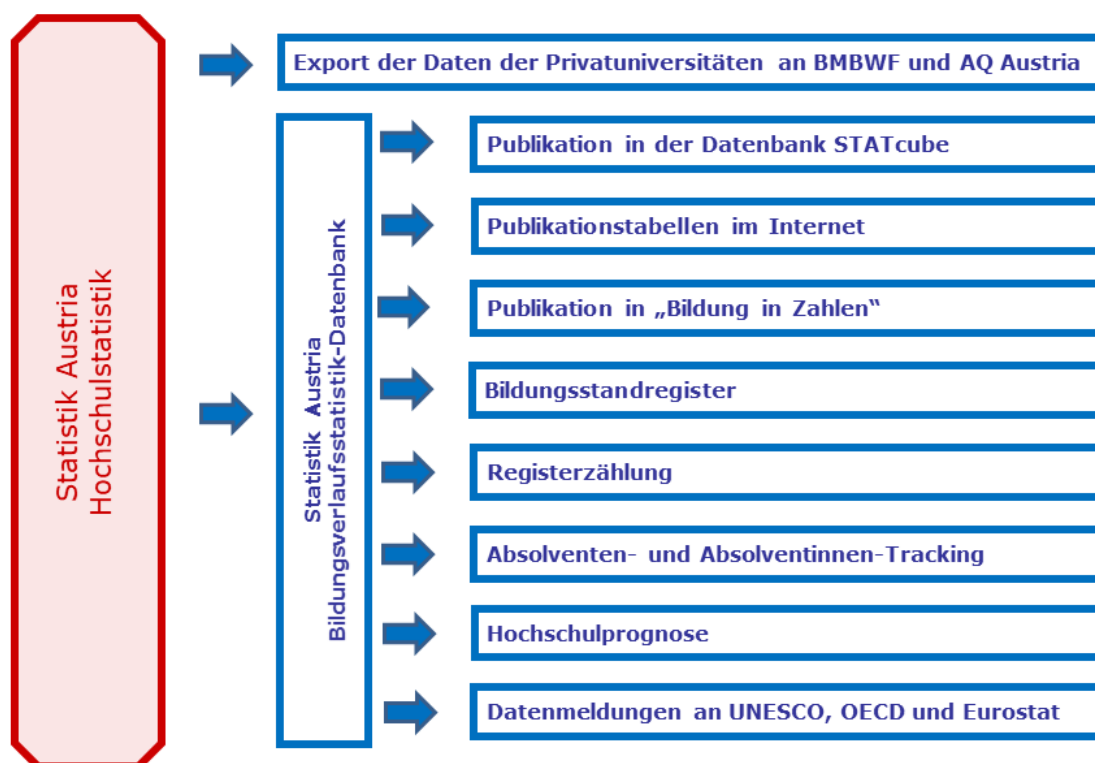 Statistik Austria
Hochschulstatistik
Export der Daten der Privatuniversitäten an BMBWF und AQ Austria
Statistik Austria
Bildungsverlaufsstatistik-Datenbank
Publikation in der Datenbank STATcube
Publikationstabellen im Internet
Publikation in „Bildung in Zahlen“
Bildungsstandregister
Registerzählung
Absolventen- und Absolventinnen-Tracking
Hochschulprognose
Datenmeldungen an UNESCO, OECD und Eurostat